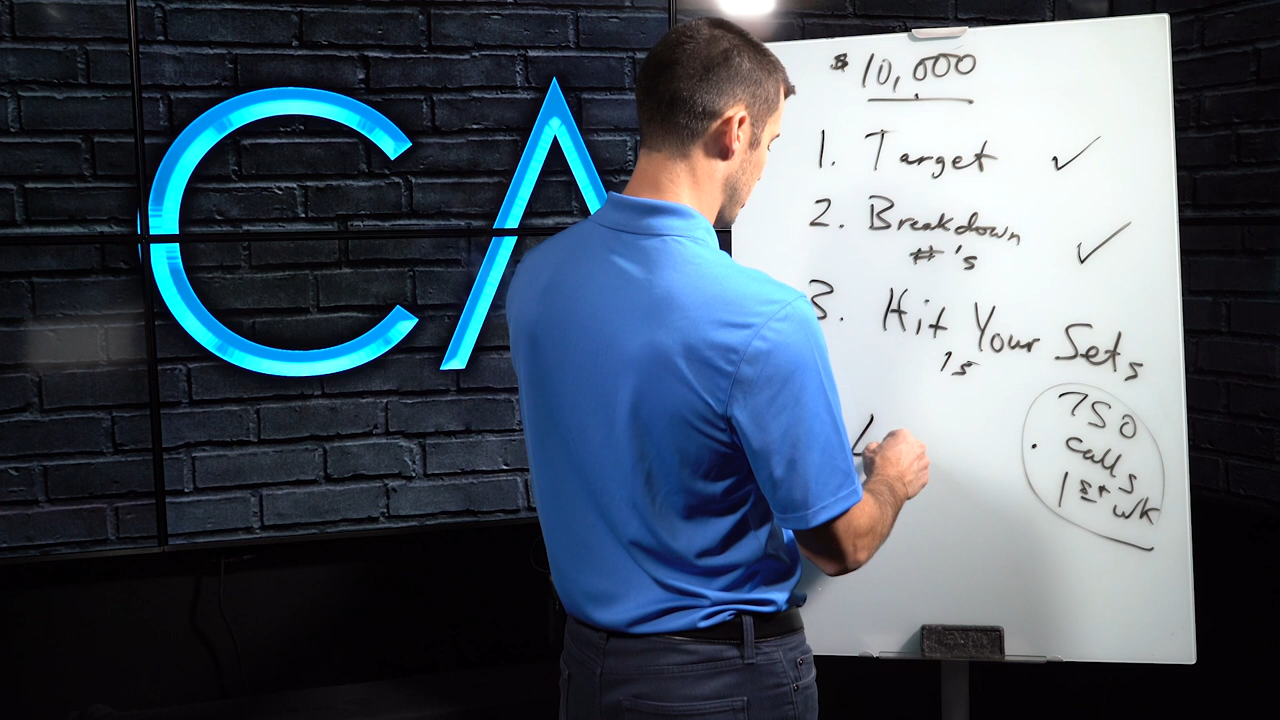 CA
$10,000
1. Target ✓
2. Breakdown ✓
#'s
3. Hit Your Sets
15
750
calls
1st wk